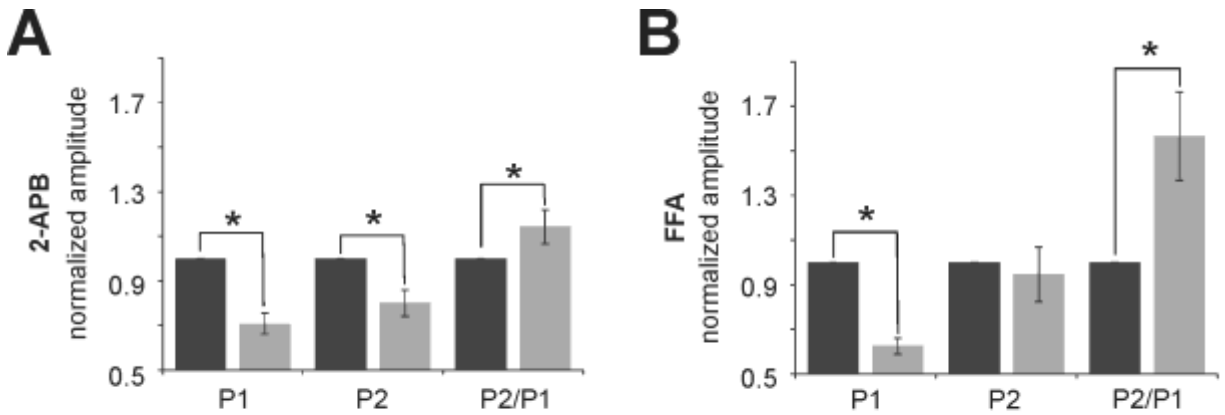 A
2-APB
normalized amplitude
1.7
1.3
0.9
0.5
*
*
*
P1
P2
P2/P1
B
FFA
normalized amplitude
1.7
1.3
0.9
0.5
*
*
P1
P2
P2/P1